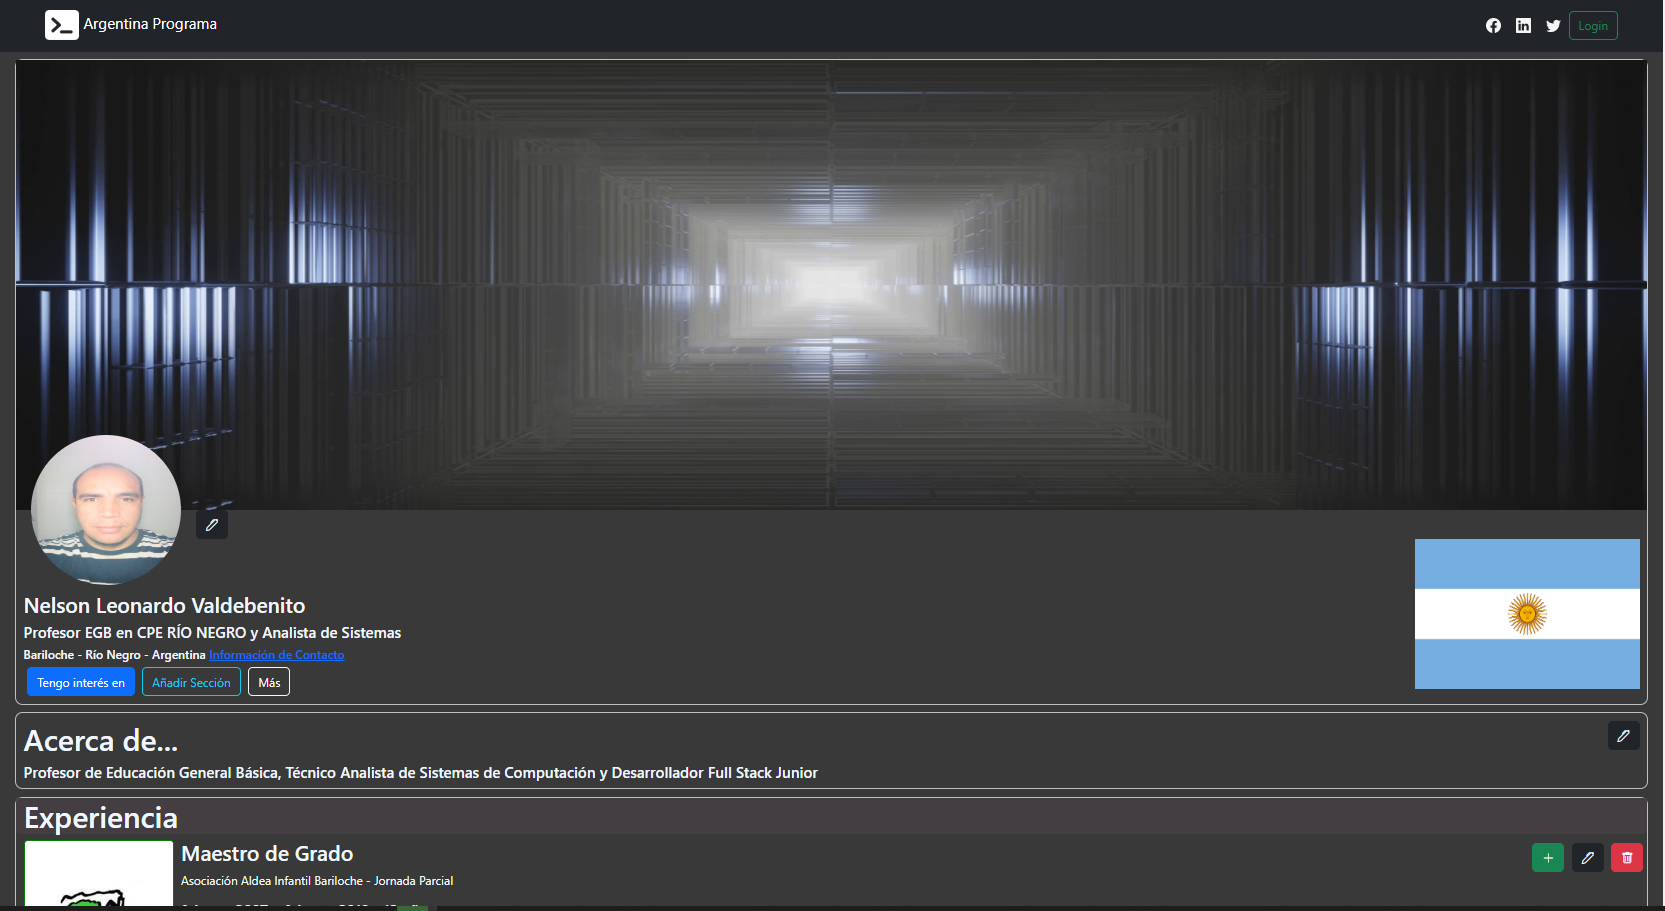 Argentina Programa
Login
Nelson Leonardo Valdebenito
Profesor EGB en CPE RÍO NEGRO y Analista de Sistemas
Bariloche - Río Negro - Argentina Información de Contacto
Tengo interés en
Añadir Sección
Más
Acerca de...
Profesor de Educación General Básica, Técnico Analista de Sistemas de Computación y Desarrollador Full Stack Junior
Experiencia
Maestro de Grado
Asociación Aldea Infantil Bariloche - Jornada Parcial